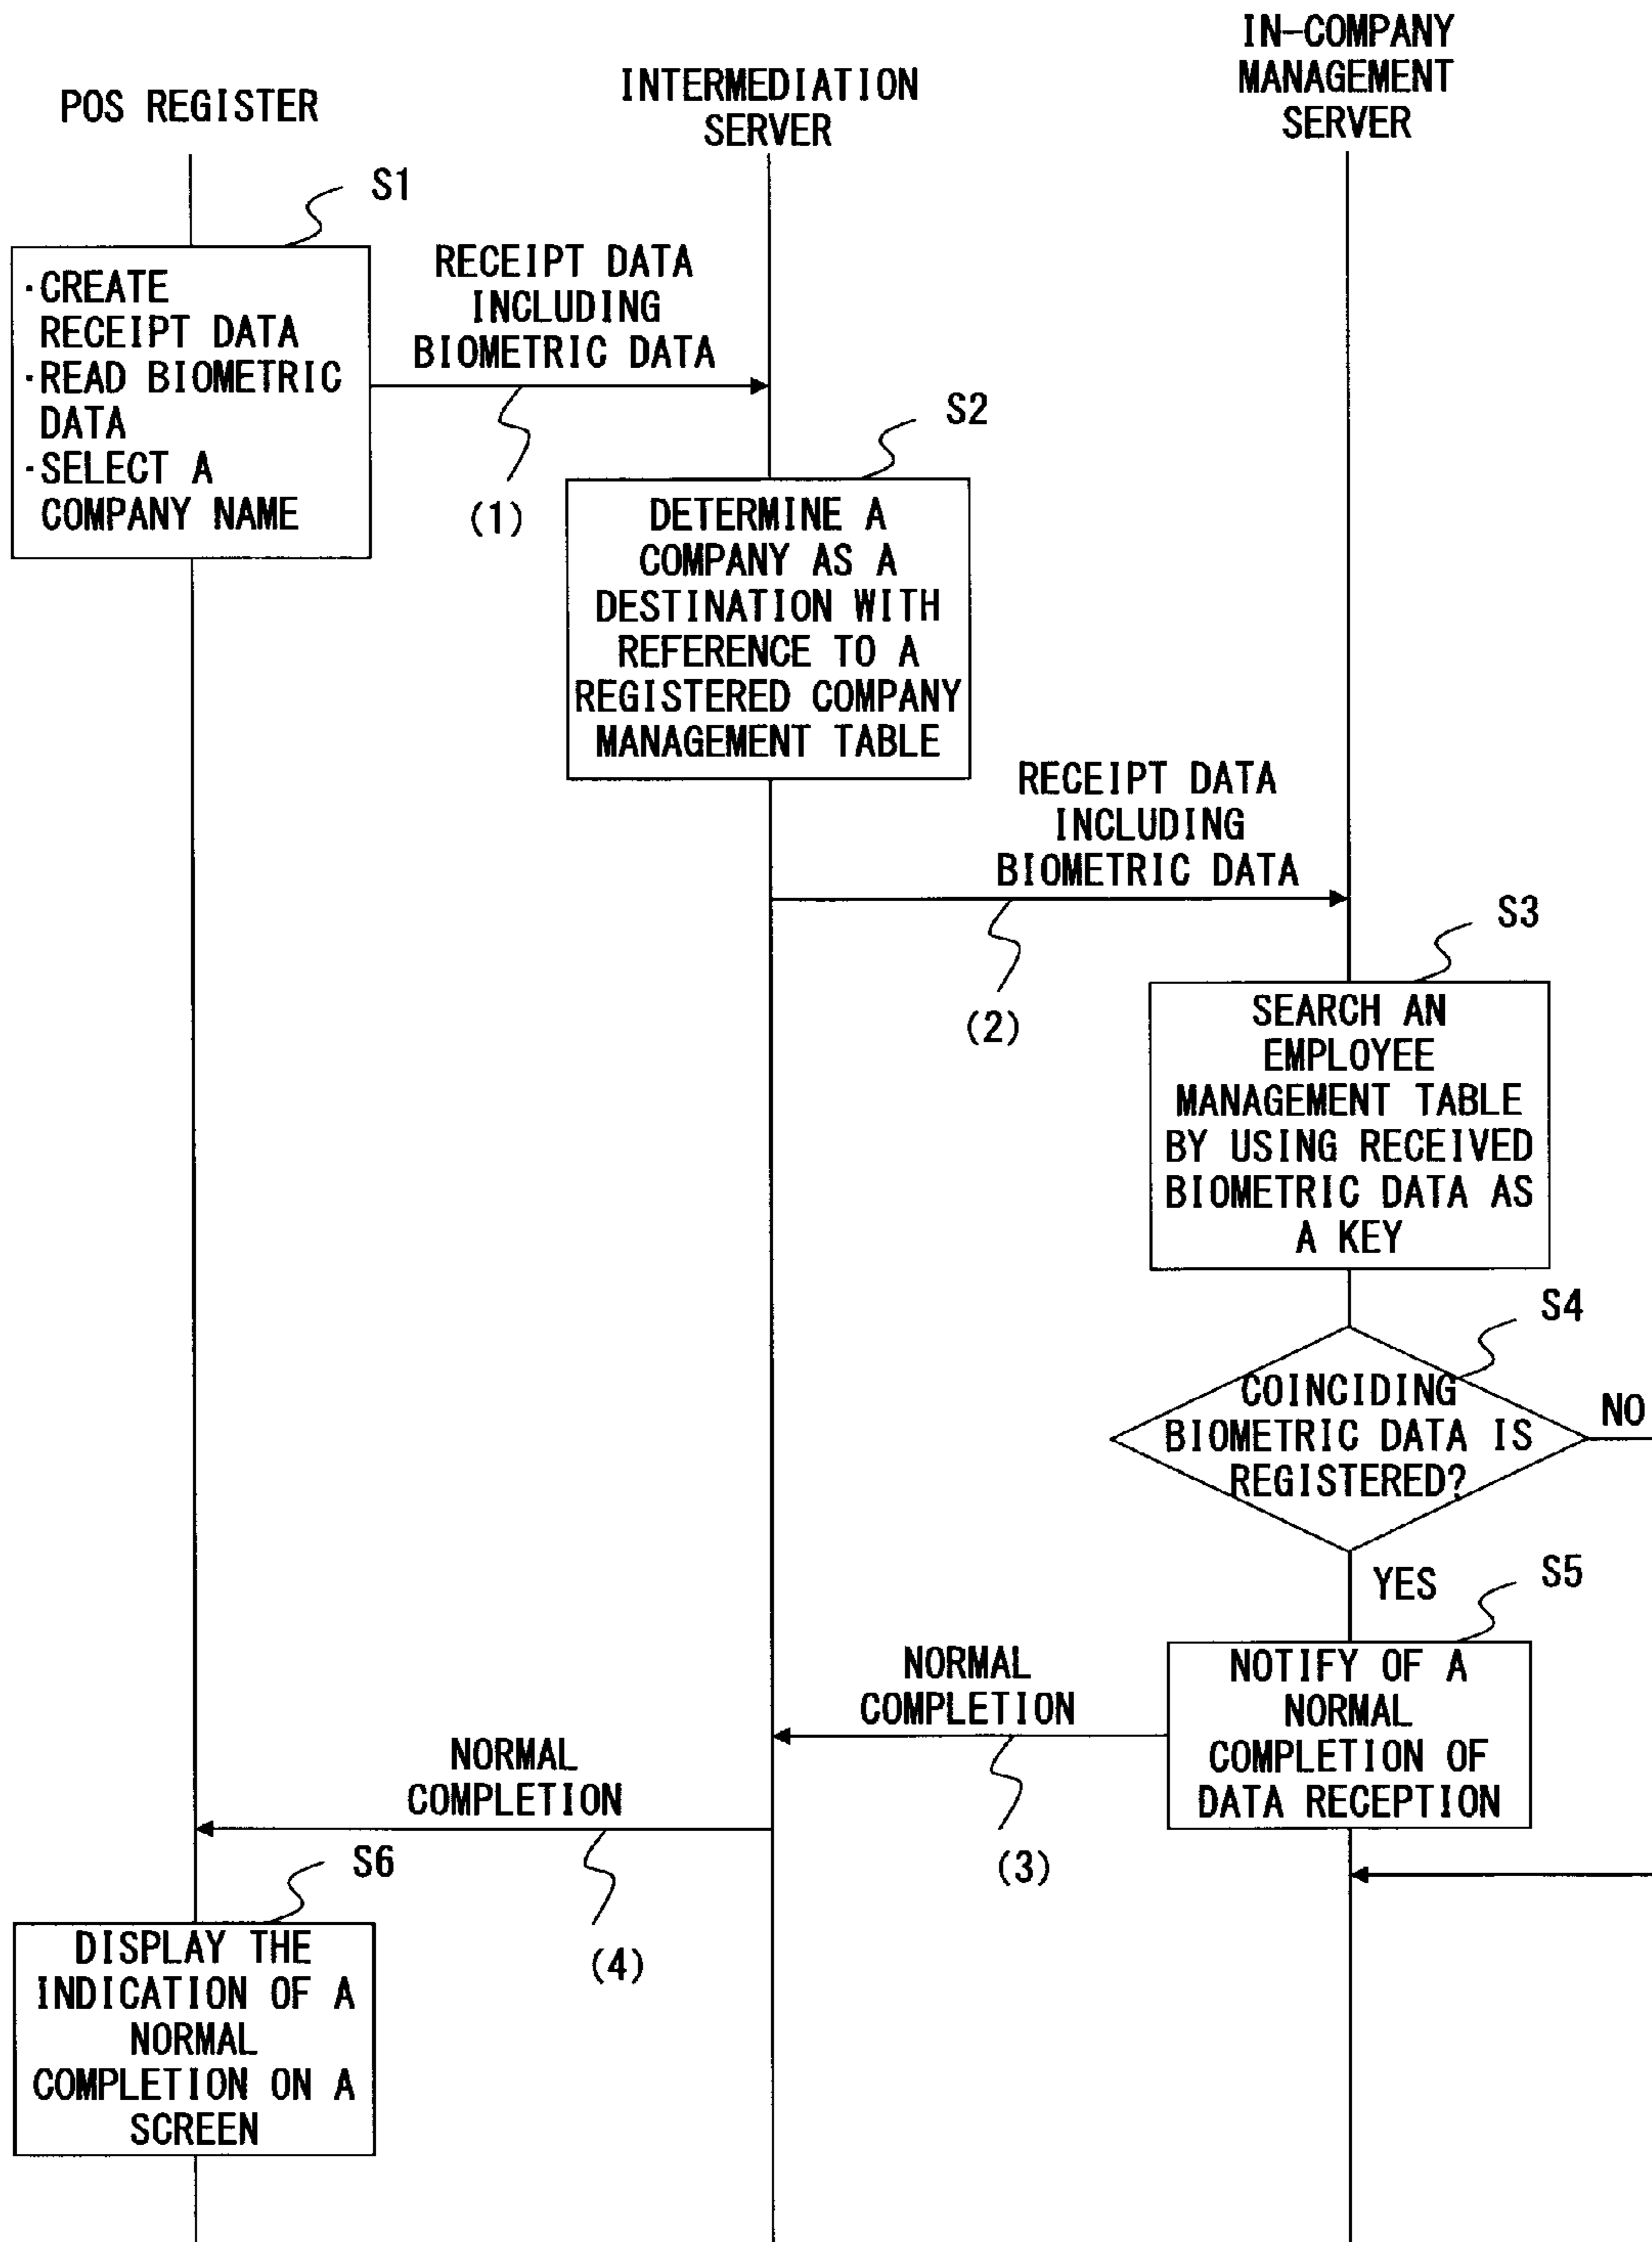 POS REGISTER
INTERMEDIATION
SERVER
IN-COMPANY
MANAGEMENT
SERVER
S1
·CREATE
RECEIPT DATA
·READ BIOMETRIC
DATA
·SELECT A
COMPANY NAME
RECEIPT DATA
INCLUDING
BIOMETRIC DATA
(1)
S2
DETERMINE A
COMPANY AS A
DESTINATION WITH
REFERENCE TO A
REGISTERED COMPANY
MANAGEMENT TABLE
RECEIPT DATA
INCLUDING
BIOMETRIC DATA
(2)
S3
SEARCH AN
EMPLOYEE
MANAGEMENT TABLE
BY USING RECEIVED
BIOMETRIC DATA AS
A KEY
S4
COINCIDING
BIOMETRIC DATA IS
REGISTERED?
NO
YES
S5
NOTIFY OF A
NORMAL
COMPLETION OF
DATA RECEPTION
NORMAL
COMPLETION
(3)
NORMAL
COMPLETION
(4)
S6
DISPLAY THE
INDICATION OF A
NORMAL
COMPLETION ON A
SCREEN